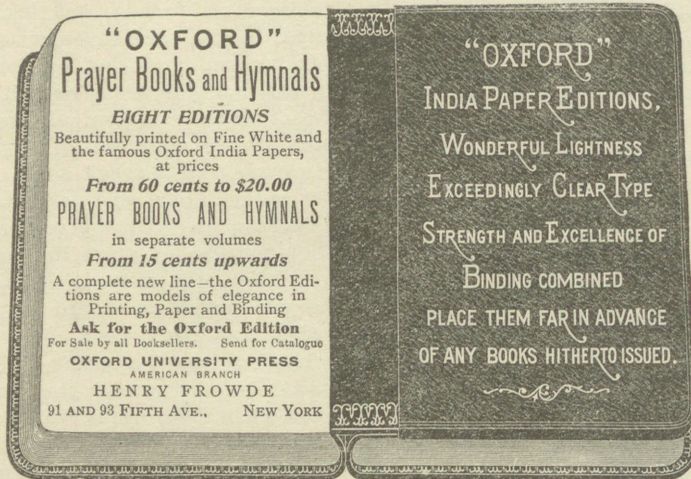 "OXFORD"
Prayer Books and Hymnals
EIGHT EDITIONS
Beautifully printed on Fine White and
the famous Oxford India Papers,
at prices
From 60 cents to $20.00
PRAYER BOOKS AND HYMNALS
in separate volumes
From 15 cents upwards
A complete new line—the Oxford Edi-
tions are models of elegance in
Printing, Paper and Binding
Ask for the Oxford Edition
For Sale by all Booksellers. Send for Catalogue
OXFORD UNIVERSITY PRESS
AMERICAN BRANCH
HENRY FROWDE
91 AND 93 FIFTH AVE., NEW YORK
"OXFORD"
INDIA PAPER EDITIONS,
WONDERFUL LIGHTNESS
EXCEEDINGLY CLEAR TYPE
STRENGTH AND EXCELLENCE OF
BINDING COMBINED
PLACE THEM FAR IN ADVANCE
OF ANY BOOKS HITHERTO ISSUED.